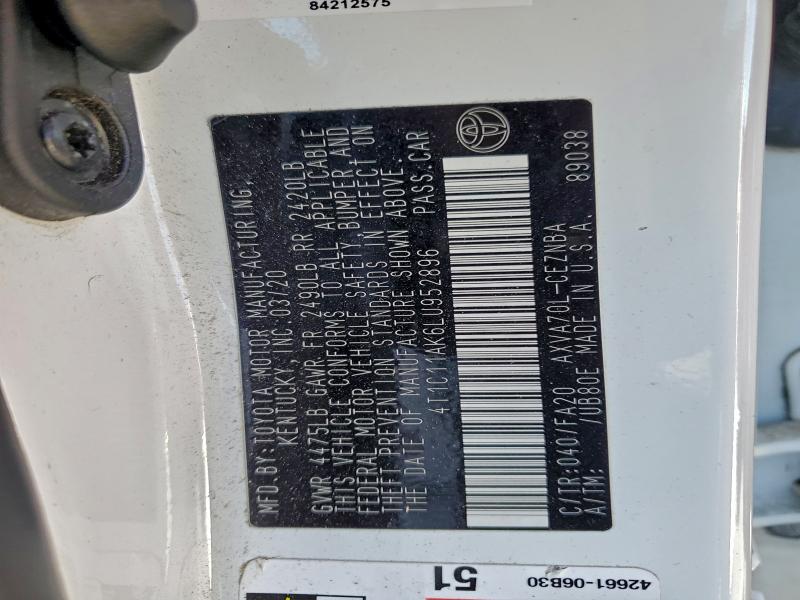 84212575
MFD.BY:TOYOTA MOTOR MANUFACTURING,
KENTUCKY, INC 03/20
GVWR 4475LB GAWR FR 2490LB RR 2420LB
THIS VEHICLE CONFORMS TO ALL APPLICABLE
FEDERAL MOTOR VEHICLE SAFETY, BUMPER AND
THEFT PREVENTION STANDARDS IN EFFECT ON
THE DATE OF MANUFACTURE SHOWN ABOVE.
4T1C11AK6LU952896 PASS.CAR
C/TR:040/FA20 AXVA70L-CEZNBA
A/TM: /UB80E MADE IN U.S.A. 89038
51
42661-06B30